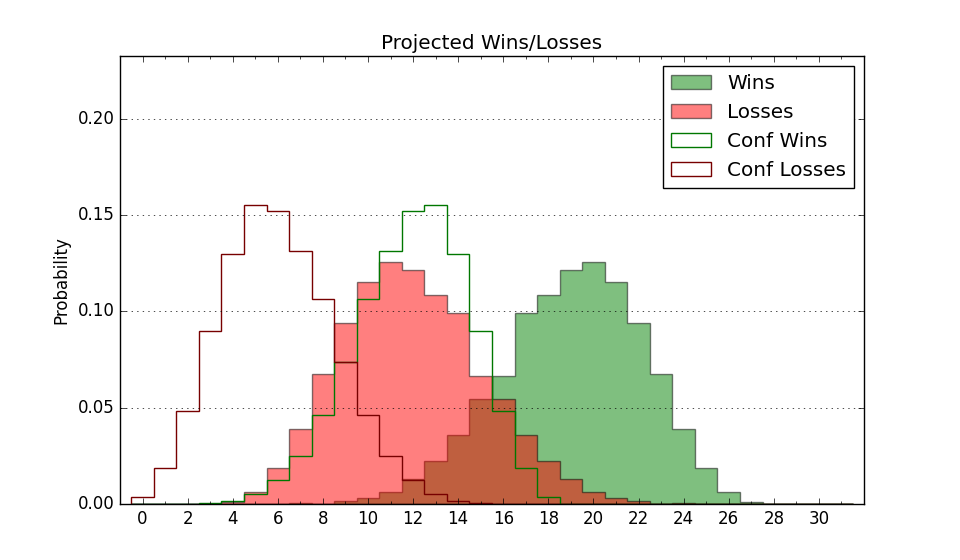 Projected Wins/Losses
Wins
Losses
Conf Wins
Conf Losses
Probability
0.20
0.15
0.10
0.05
0.00
0 2 4 6 8 10 12 14 16 18 20 22 24 26 28 30